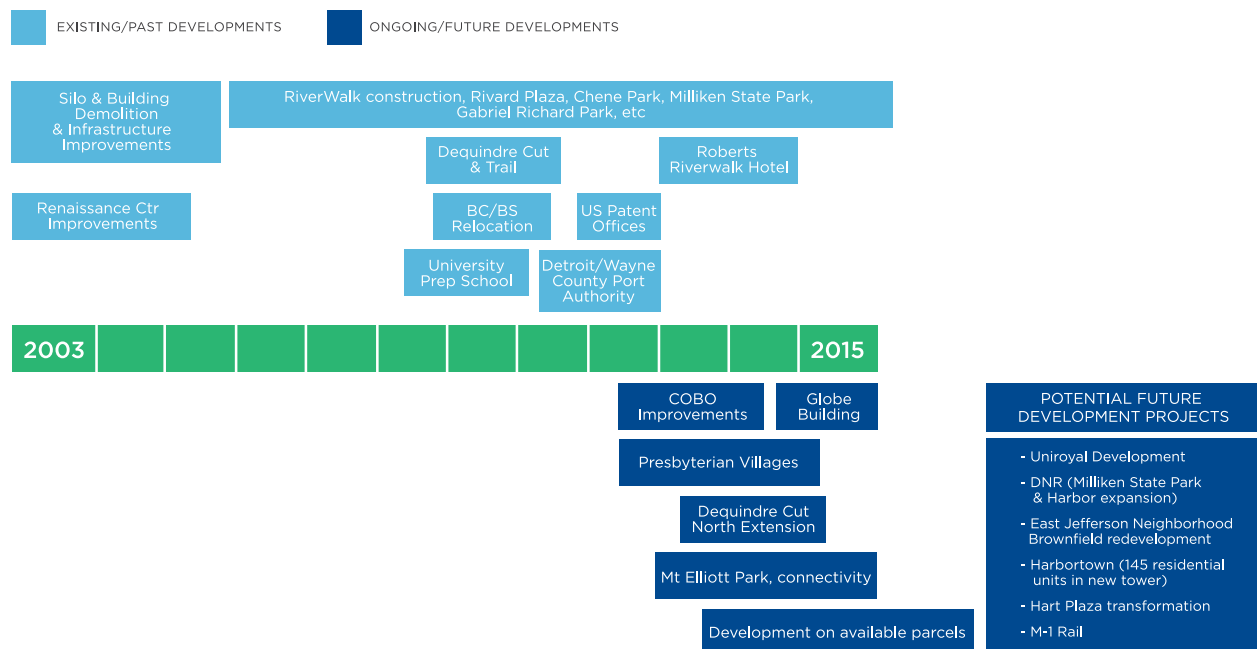 EXISTING/PAST DEVELOPMENTS
ONGOING/FUTURE DEVELOPMENTS
Silo & Building
Demolition
& Infrastructure
Improvements
RiverWalk construction, Rivard Plaza, Chene Park, Milliken State Park,
Gabriel Richard Park, etc
Dequindre Cut
& Trail
Roberts
Riverwalk Hotel
Renaissance Ctr
Improvements
BC/BS
Relocation
US Patent
Offices
University
Prep School
Detroit/Wayne
County Port
Authority
2003
2015
COBO
Improvements
Globe
Building
Presbyterian Villages
Dequindre Cut
North Extension
Mt Elliott Park, connectivity
Development on available parcels
POTENTIAL FUTURE
DEVELOPMENT PROJECTS
- Uniroyal Development
- DNR (Milliken State Park
& Harbor expansion)
- East Jefferson Neighborhood
Brownfield redevelopment
- Harbortown (145 residential
units in new tower)
- Hart Plaza transformation
- M-1 Rail